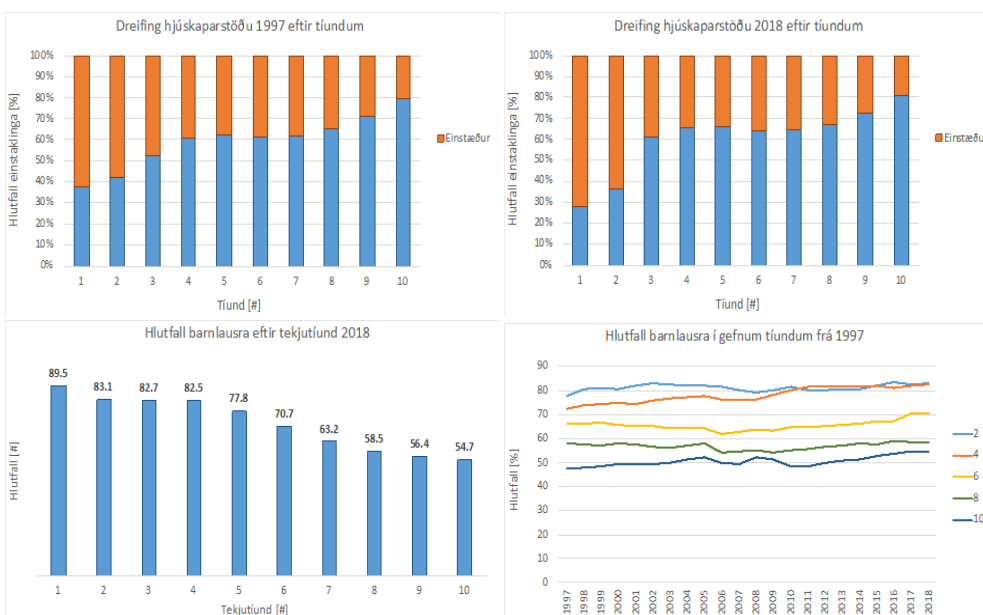 Dreifing hjúskaparstöðu 1997 eftir tíundum
100%
90%
80%
70%
60%
50%
40%
30%
20%
10%
0%
Hlutfall einstaklinga [%]
1 2 3 4 5 6 7 8 9 10
Tíund [#]
Einstæður
Dreifing hjúskaparstöðu 2018 eftir tíundum
100%
90%
80%
70%
60%
50%
40%
30%
20%
10%
0%
Hlutfall einstaklinga [%]
1 2 3 4 5 6 7 8 9 10
Tíund [#]
Einstæður
Hlutfall barnlausra eftir tekjutíund 2018
Hlutfall [#]
89.5 83.1 82.7 82.5 77.8 70.7 63.2 58.5 56.4 54.7
1 2 3 4 5 6 7 8 9 10
Tekjutíund [#]
Hlutfall barnlausra í gefnum tíundum frá 1997
90
80
70
60
50
40
30
20
10
0
Hlutfall [%]
1997 1998 1999 2000 2001 2002 2003 2004 2005 2006 2007 2008 2009 2010 2011 2012 2013 2014 2015 2016 2017 2018
2
4
6
8
10